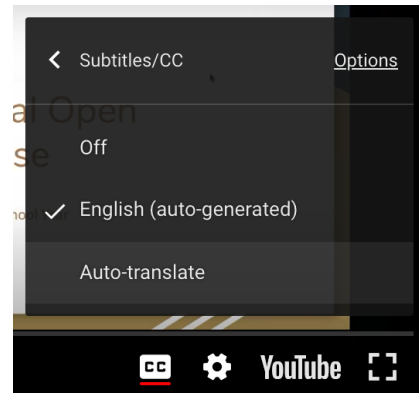 Subtitles/CC Options
al Open
Off
se
English (auto-generated)
Auto-translate
CC YouTube